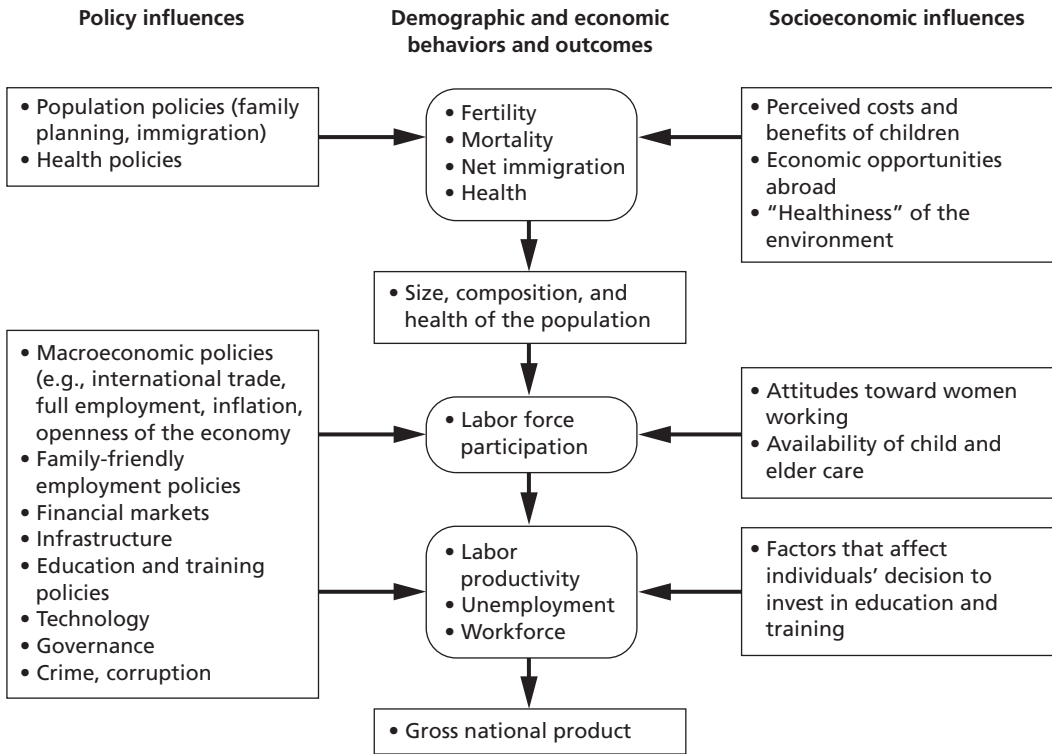 Policy influences
Demographic and economic
behaviors and outcomes
Socioeconomic influences
• Population policies (family
planning, immigration)
• Health policies
• Fertility
• Mortality
• Net immigration
• Health
• Perceived costs and
benefits of children
• Economic opportunities
abroad
• “Healthiness” of the
environment
• Size, composition, and
health of the population
• Macroeconomic policies
(e.g., international trade,
full employment, inflation,
openness of the economy
• Family-friendly
employment policies
• Financial markets
• Infrastructure
• Education and training
policies
• Technology
• Governance
• Crime, corruption
• Labor force
participation
• Attitudes toward women
working
• Availability of child and
elder care
• Labor
productivity
• Unemployment
• Workforce
• Factors that affect
individuals’ decision to
invest in education and
training
• Gross national product